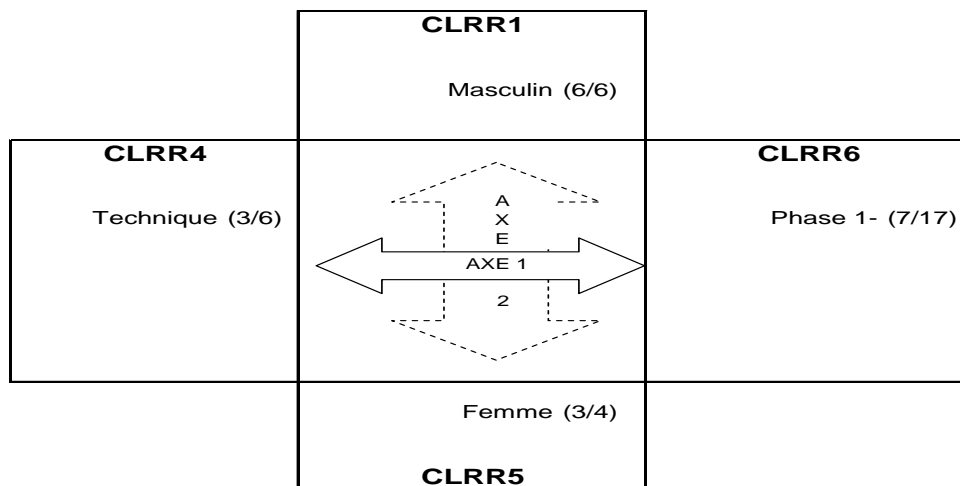 CLRR1
Masculin (6/6)
CLRR4
Technique (3/6)
CLRR6
Phase 1- (7/17)
A
X
E
AXE 1
2
Femme (3/4)
CLRR5